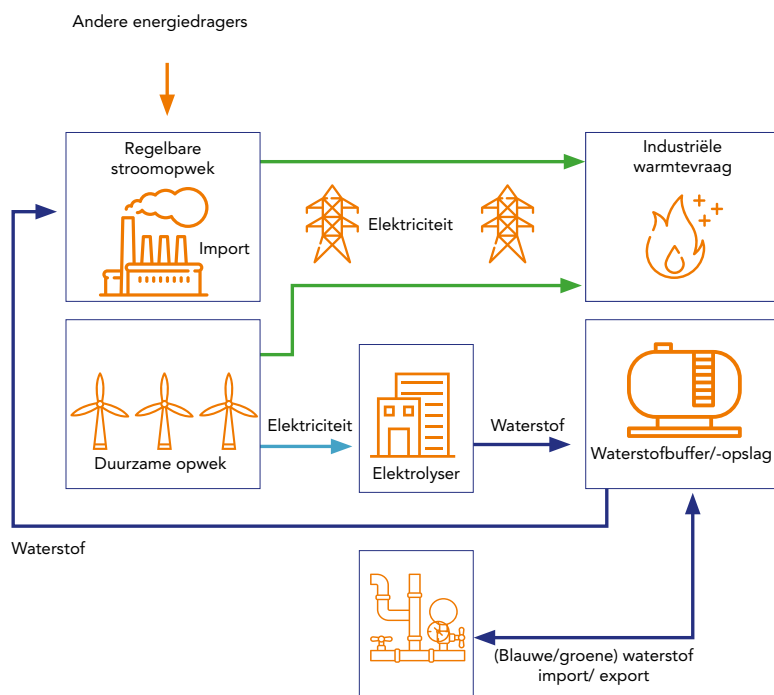 Andere energiedragers
Regelbare
stroomopwek
Import
Elektriciteit
Industriële
warmtevraag
Duurzame opwek
Elektriciteit
Elektrolyser
Waterstof
Waterstofbuffer/-opslag
Waterstof
(Blauwe/groene) waterstof
import/ export